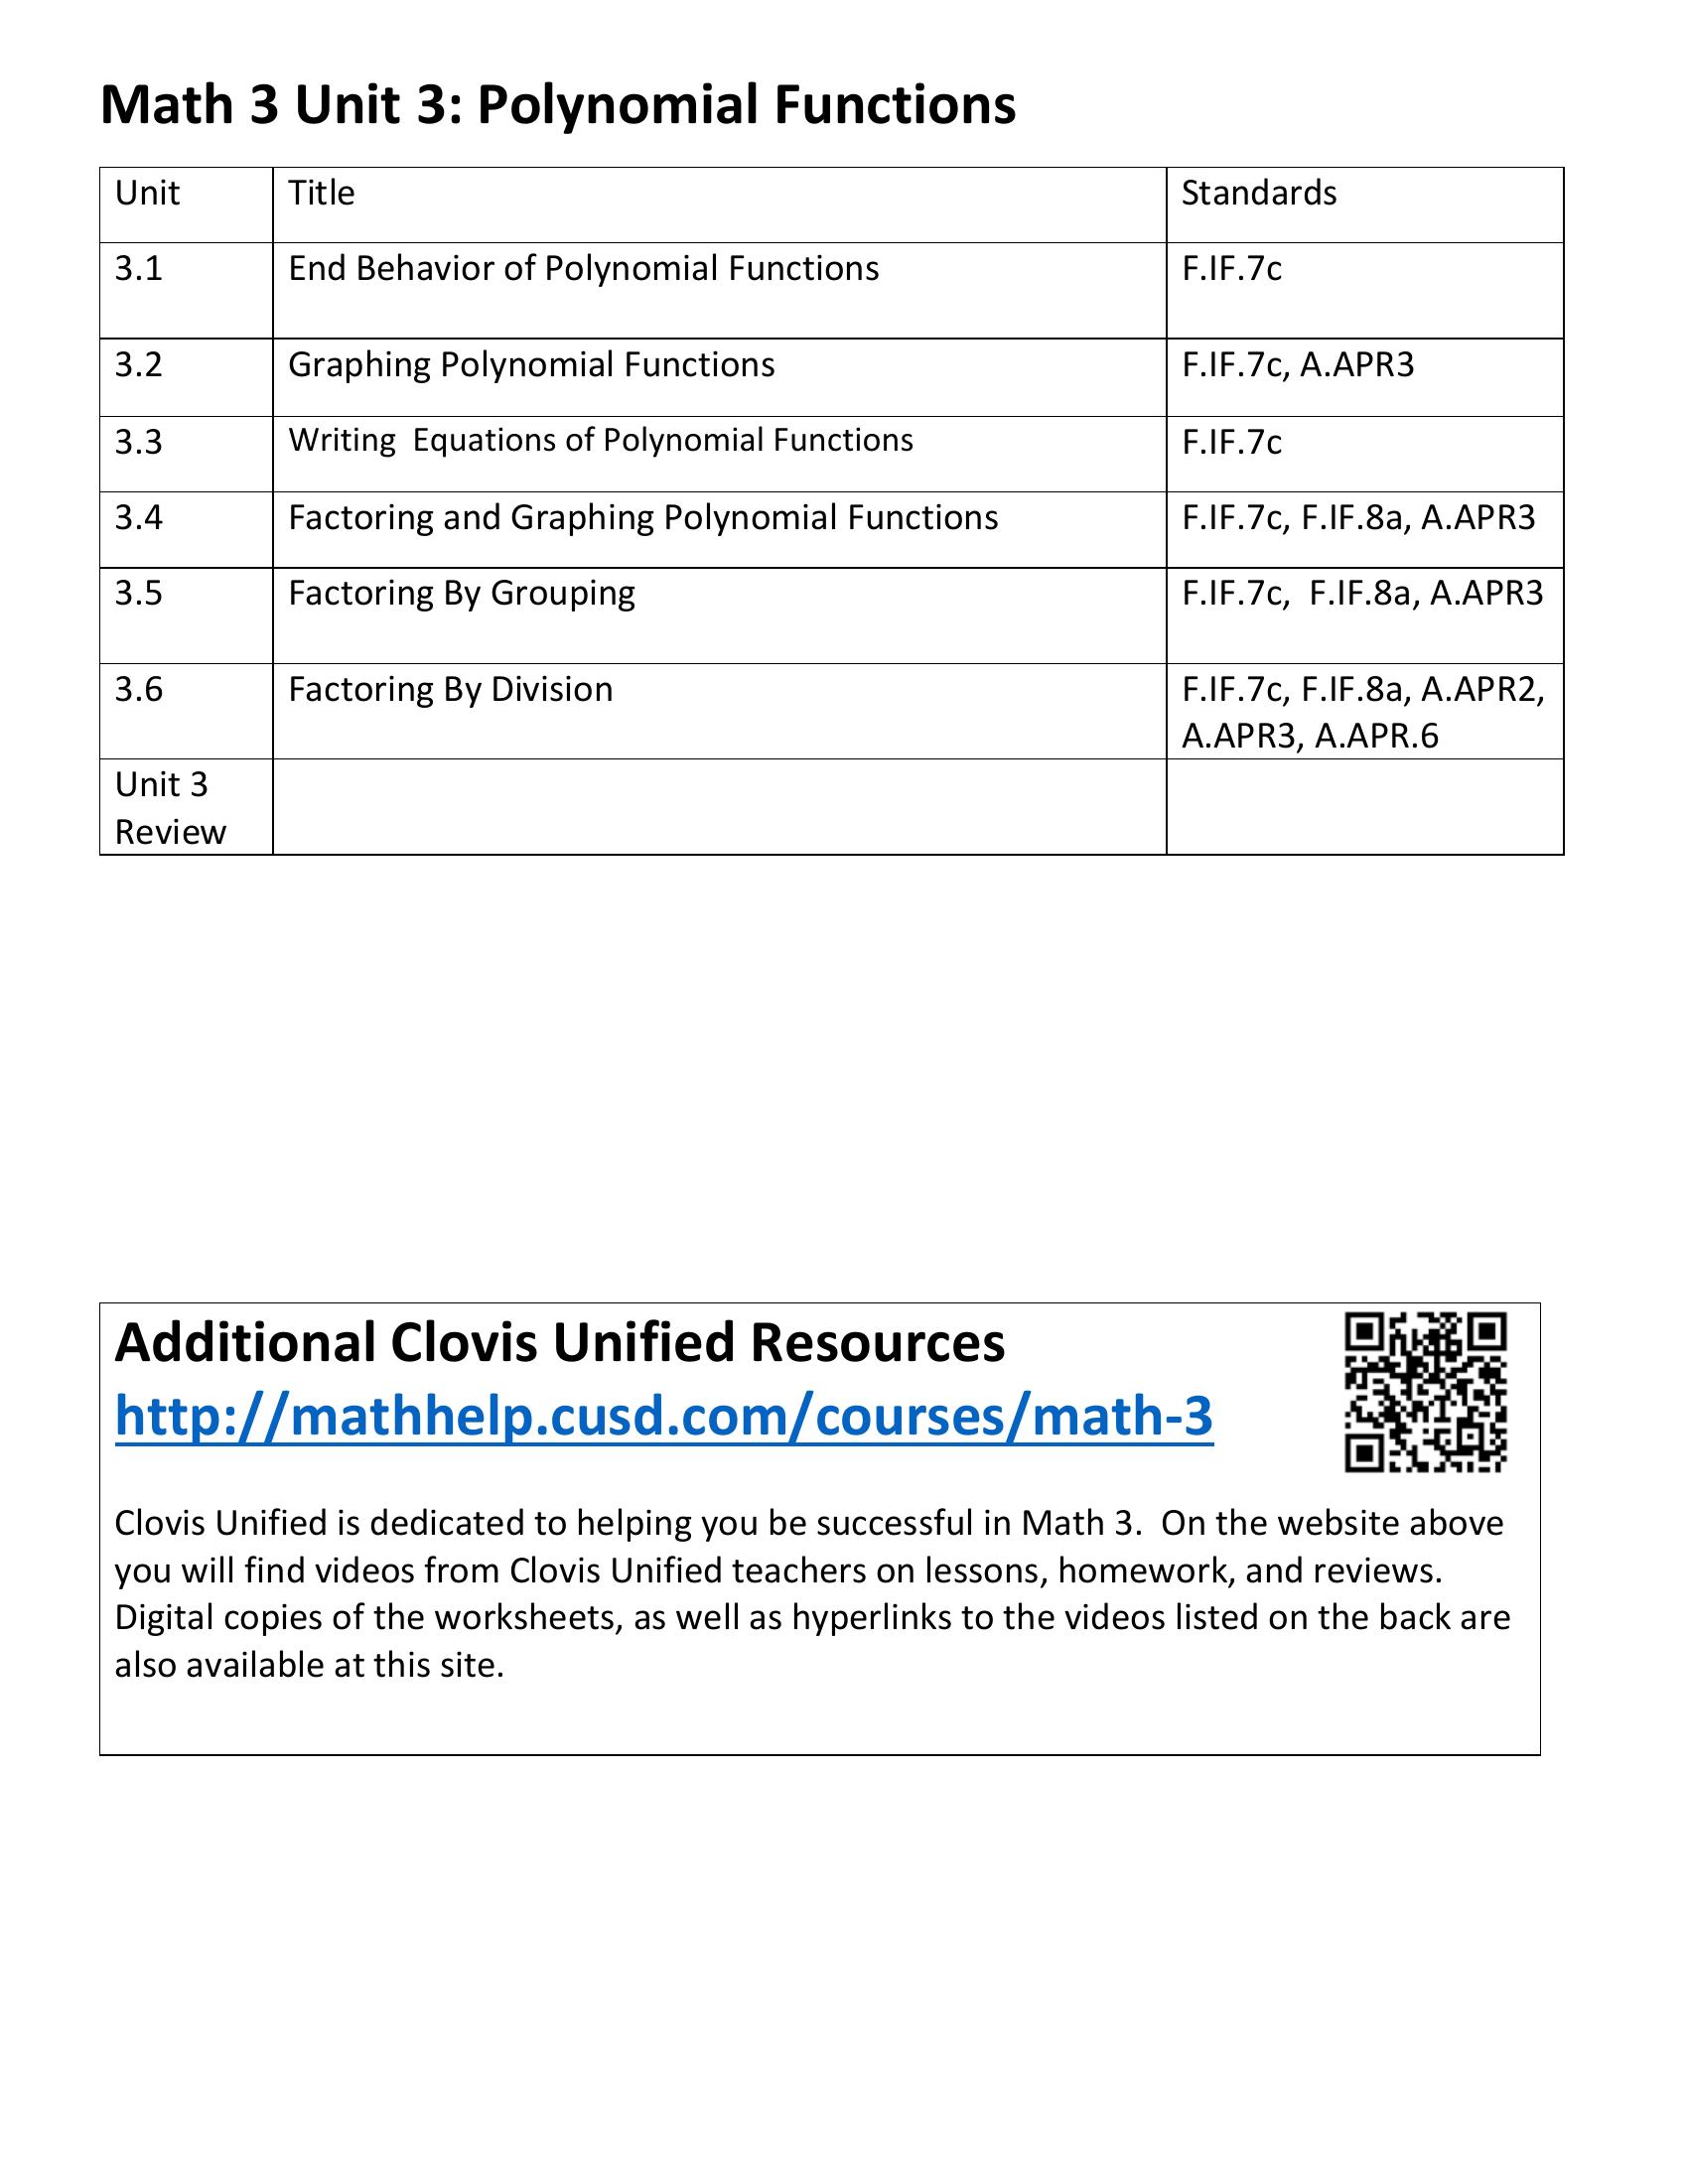 Math 3 Unit 3: Polynomial Functions
Unit Title Standards
3.1 End Behavior of Polynomial Functions F.IF.7c
3.2 Graphing Polynomial Functions F.IF.7c, A.APR3
3.3 Writing  Equations of Polynomial Functions F.IF.7c
3.4 Factoring and Graphing Polynomial Functions F.IF.7c, F.IF.8a, A.APR3
3.5 Factoring By Grouping F.IF.7c,  F.IF.8a, A.APR3
3.6 Factoring By Division F.IF.7c, F.IF.8a, A.APR2,
A.APR3, A.APR.6
Unit 3
Review
Additional Clovis Unified Resources
http://mathhelp.cusd.com/courses/math-3
Clovis Unified is dedicated to helping you be successful in Math 3.  On the website above
you will find videos from Clovis Unified teachers on lessons, homework, and reviews.
Digital copies of the worksheets, as well as hyperlinks to the videos listed on the back are
also available at this site.